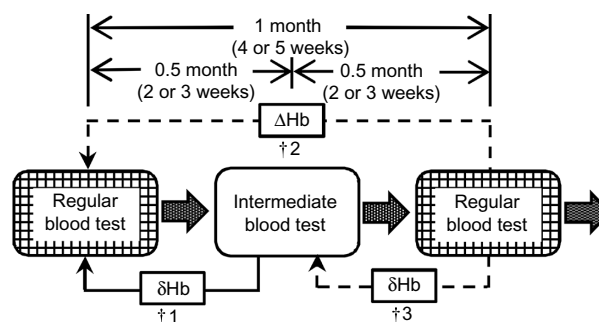 1 month
(4 or 5 weeks)
0.5 month
(2 or 3 weeks)
0.5 month
(2 or 3 weeks)
ΔHb
†2
Regular
blood test
Intermediate
blood test
Regular
blood test
δHb
†1
δHb
†3